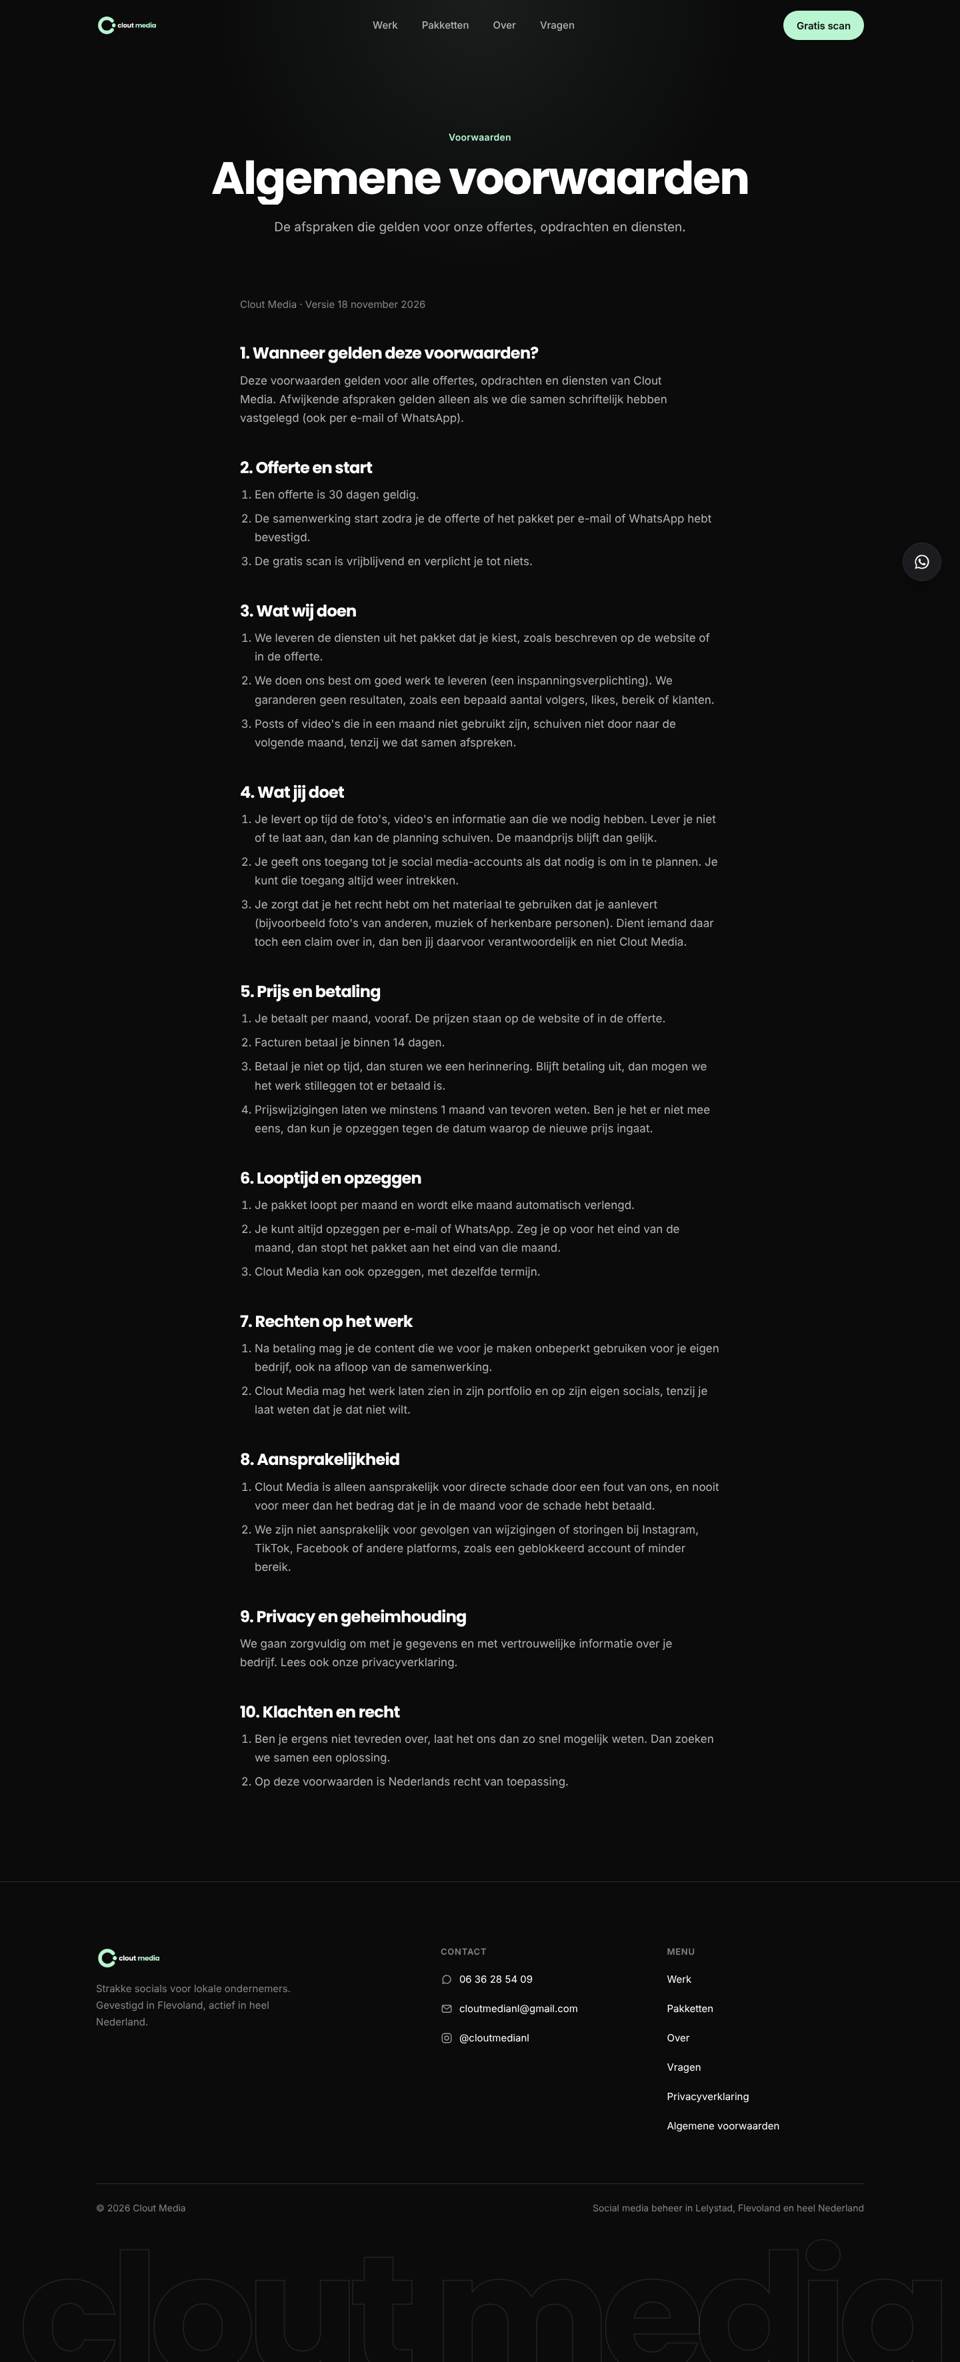 clout media
Werk
Pakketten
Over
Vragen
Gratis scan
Voorwaarden
Algemene voorwaarden
De afspraken die gelden voor onze offertes, opdrachten en diensten.
Clout Media · Versie 18 november 2026
1. Wanneer gelden deze voorwaarden?
Deze voorwaarden gelden voor alle offertes, opdrachten en diensten van Clout
Media. Afwijkende afspraken gelden alleen als we die samen schriftelijk hebben
vastgelegd (ook per e-mail of WhatsApp).
2. Offerte en start
1. Een offerte is 30 dagen geldig.
2. De samenwerking start zodra je de offerte of het pakket per e-mail of WhatsApp hebt
bevestigd.
3. De gratis scan is vrijblijvend en verplicht je tot niets.
3. Wat wij doen
1. We leveren de diensten uit het pakket dat je kiest, zoals beschreven op de website of
in de offerte.
2. We doen ons best om goed werk te leveren (een inspanningsverplichting). We
garanderen geen resultaten, zoals een bepaald aantal volgers, likes, bereik of klanten.
3. Posts of video's die in een maand niet gebruikt zijn, schuiven niet door naar de
volgende maand, tenzij we dat samen afspreken.
4. Wat jij doet
1. Je levert op tijd de foto's, video's en informatie aan die we nodig hebben. Lever je niet
of te laat aan, dan kan de planning schuiven. De maandprijs blijft dan gelijk.
2. Je geeft ons toegang tot je social media-accounts als dat nodig is om in te plannen. Je
kunt die toegang altijd weer intrekken.
3. Je zorgt dat je het recht hebt om het materiaal te gebruiken dat je aanlevert
(bijvoorbeeld foto's van anderen, muziek of herkenbare personen). Dient iemand daar
toch een claim over in, dan ben jij daarvoor verantwoordelijk en niet Clout Media.
5. Prijs en betaling
1. Je betaalt per maand, vooraf. De prijzen staan op de website of in de offerte.
2. Facturen betaal je binnen 14 dagen.
3. Betaal je niet op tijd, dan sturen we een herinnering. Blijft betaling uit, dan mogen we
het werk stilleggen tot er betaald is.
4. Prijswijzigingen laten we minstens 1 maand van tevoren weten. Ben je het er niet mee
eens, dan kun je opzeggen tegen de datum waarop de nieuwe prijs ingaat.
6. Looptijd en opzeggen
1. Je pakket loopt per maand en wordt elke maand automatisch verlengd.
2. Je kunt altijd opzeggen per e-mail of WhatsApp. Zeg je op voor het eind van de
maand, dan stopt het pakket aan het eind van die maand.
3. Clout Media kan ook opzeggen, met dezelfde termijn.
7. Rechten op het werk
1. Na betaling mag je de content die we voor je maken onbeperkt gebruiken voor je eigen
bedrijf, ook na afloop van de samenwerking.
2. Clout Media mag het werk laten zien in zijn portfolio en op zijn eigen socials, tenzij je
laat weten dat je dat niet wilt.
8. Aansprakelijkheid
1. Clout Media is alleen aansprakelijk voor directe schade door een fout van ons, en nooit
voor meer dan het bedrag dat je in de maand voor de schade hebt betaald.
2. We zijn niet aansprakelijk voor gevolgen van wijzigingen of storingen bij Instagram,
TikTok, Facebook of andere platforms, zoals een geblokkeerd account of minder
bereik.
9. Privacy en geheimhouding
We gaan zorgvuldig om met je gegevens en met vertrouwelijke informatie over je
bedrijf. Lees ook onze privacyverklaring.
10. Klachten en recht
1. Ben je ergens niet tevreden over, laat het ons dan zo snel mogelijk weten. Dan zoeken
we samen een oplossing.
2. Op deze voorwaarden is Nederlands recht van toepassing.
clout media
Strakke socials voor lokale ondernemers.
Gevestigd in Flevoland, actief in heel
Nederland.
CONTACT
06 36 28 54 09
cloutmedianl@gmail.com
@cloutmedianl
MENU
Werk
Pakketten
Over
Vragen
Privacyverklaring
Algemene voorwaarden
© 2026 Clout Media
Social media beheer in Lelystad, Flevoland en heel Nederland
clout media